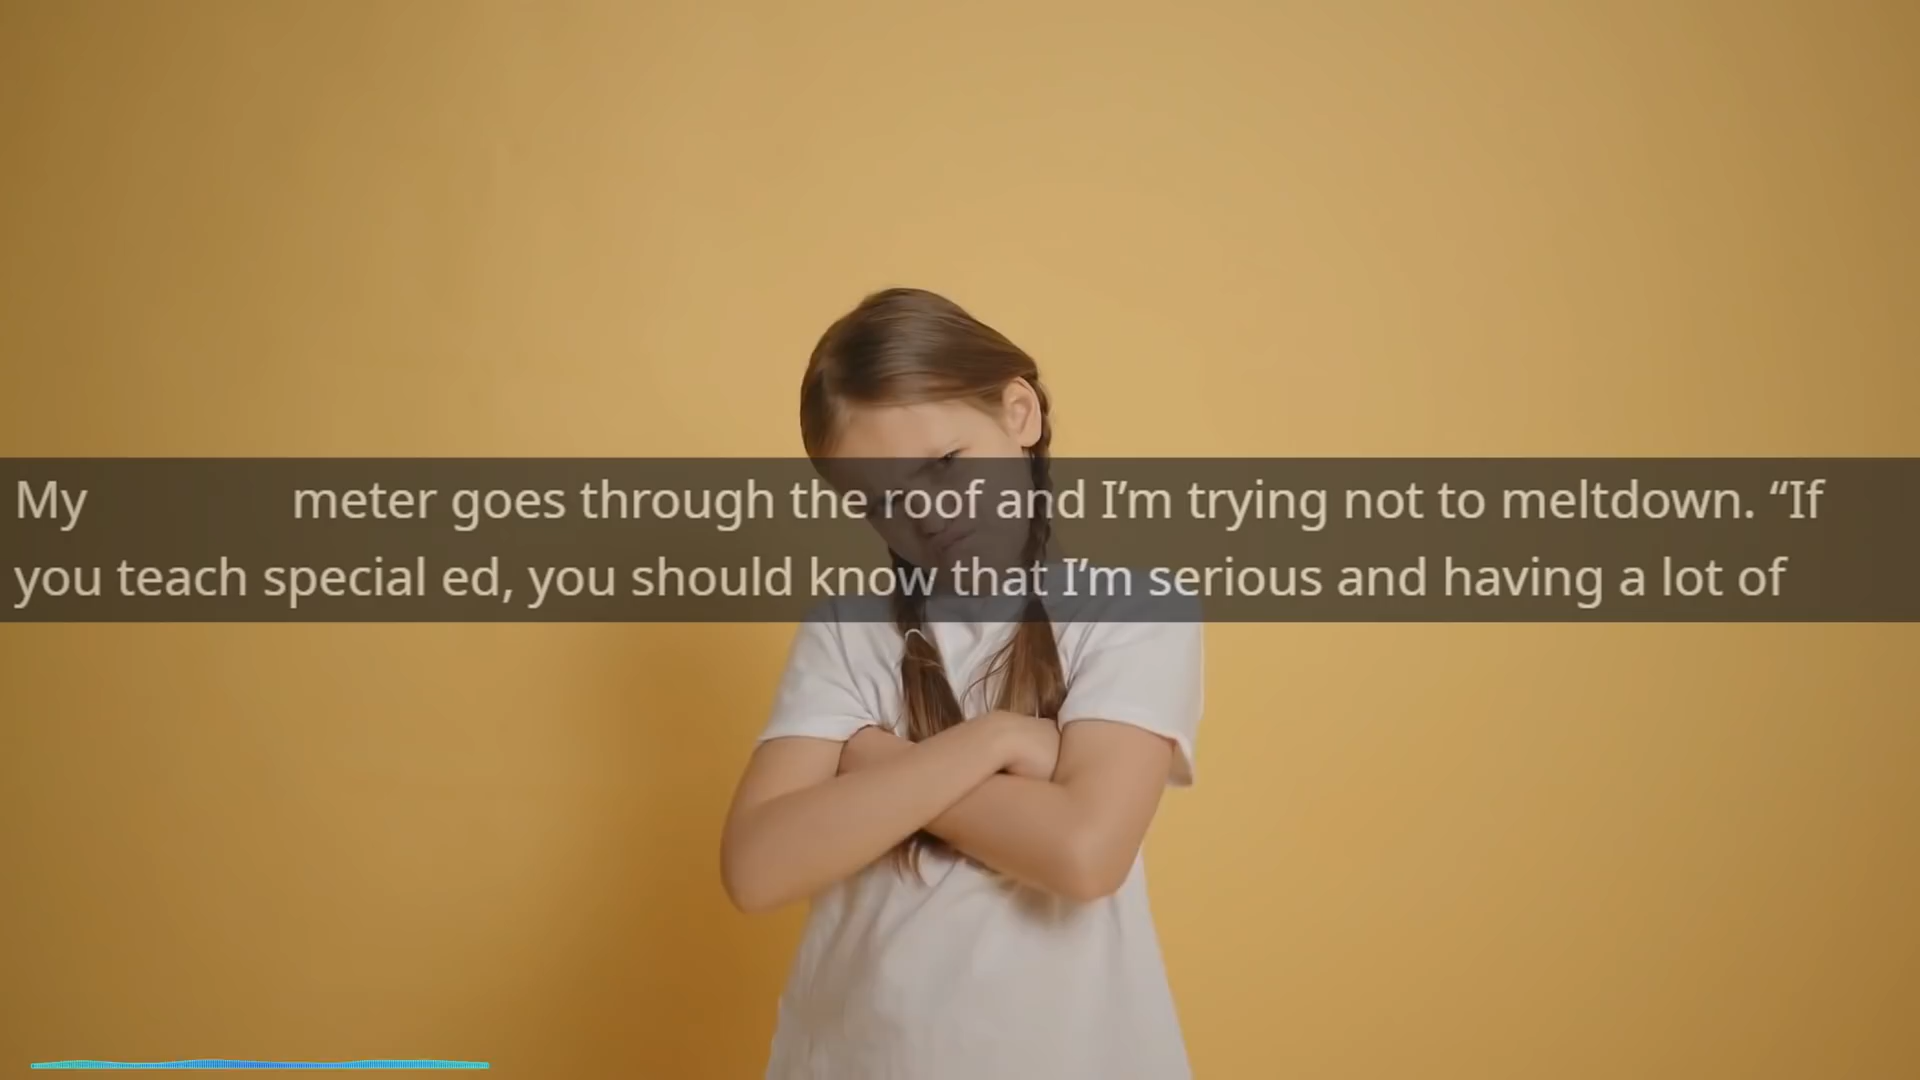 My meter goes through the roof and I’m trying not to meltdown. “If
you teach special ed, you should know that I’m serious and having a lot of